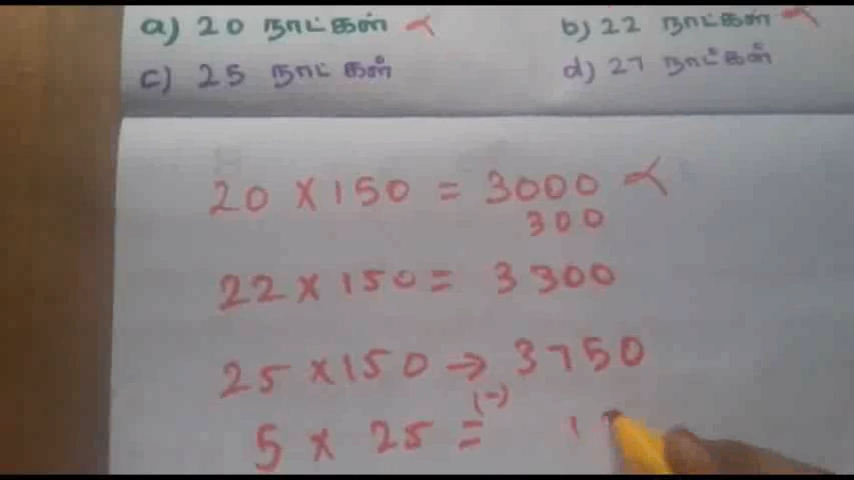 a) 20 நாட்கள் b) 22 நாட்கள்
c) 25 நாட்கள் d) 27 நாட்கள்
20 × 150 = 3000
300
22 × 150 = 3300
25 × 150 → 3750
(-)
5 × 25 = 1